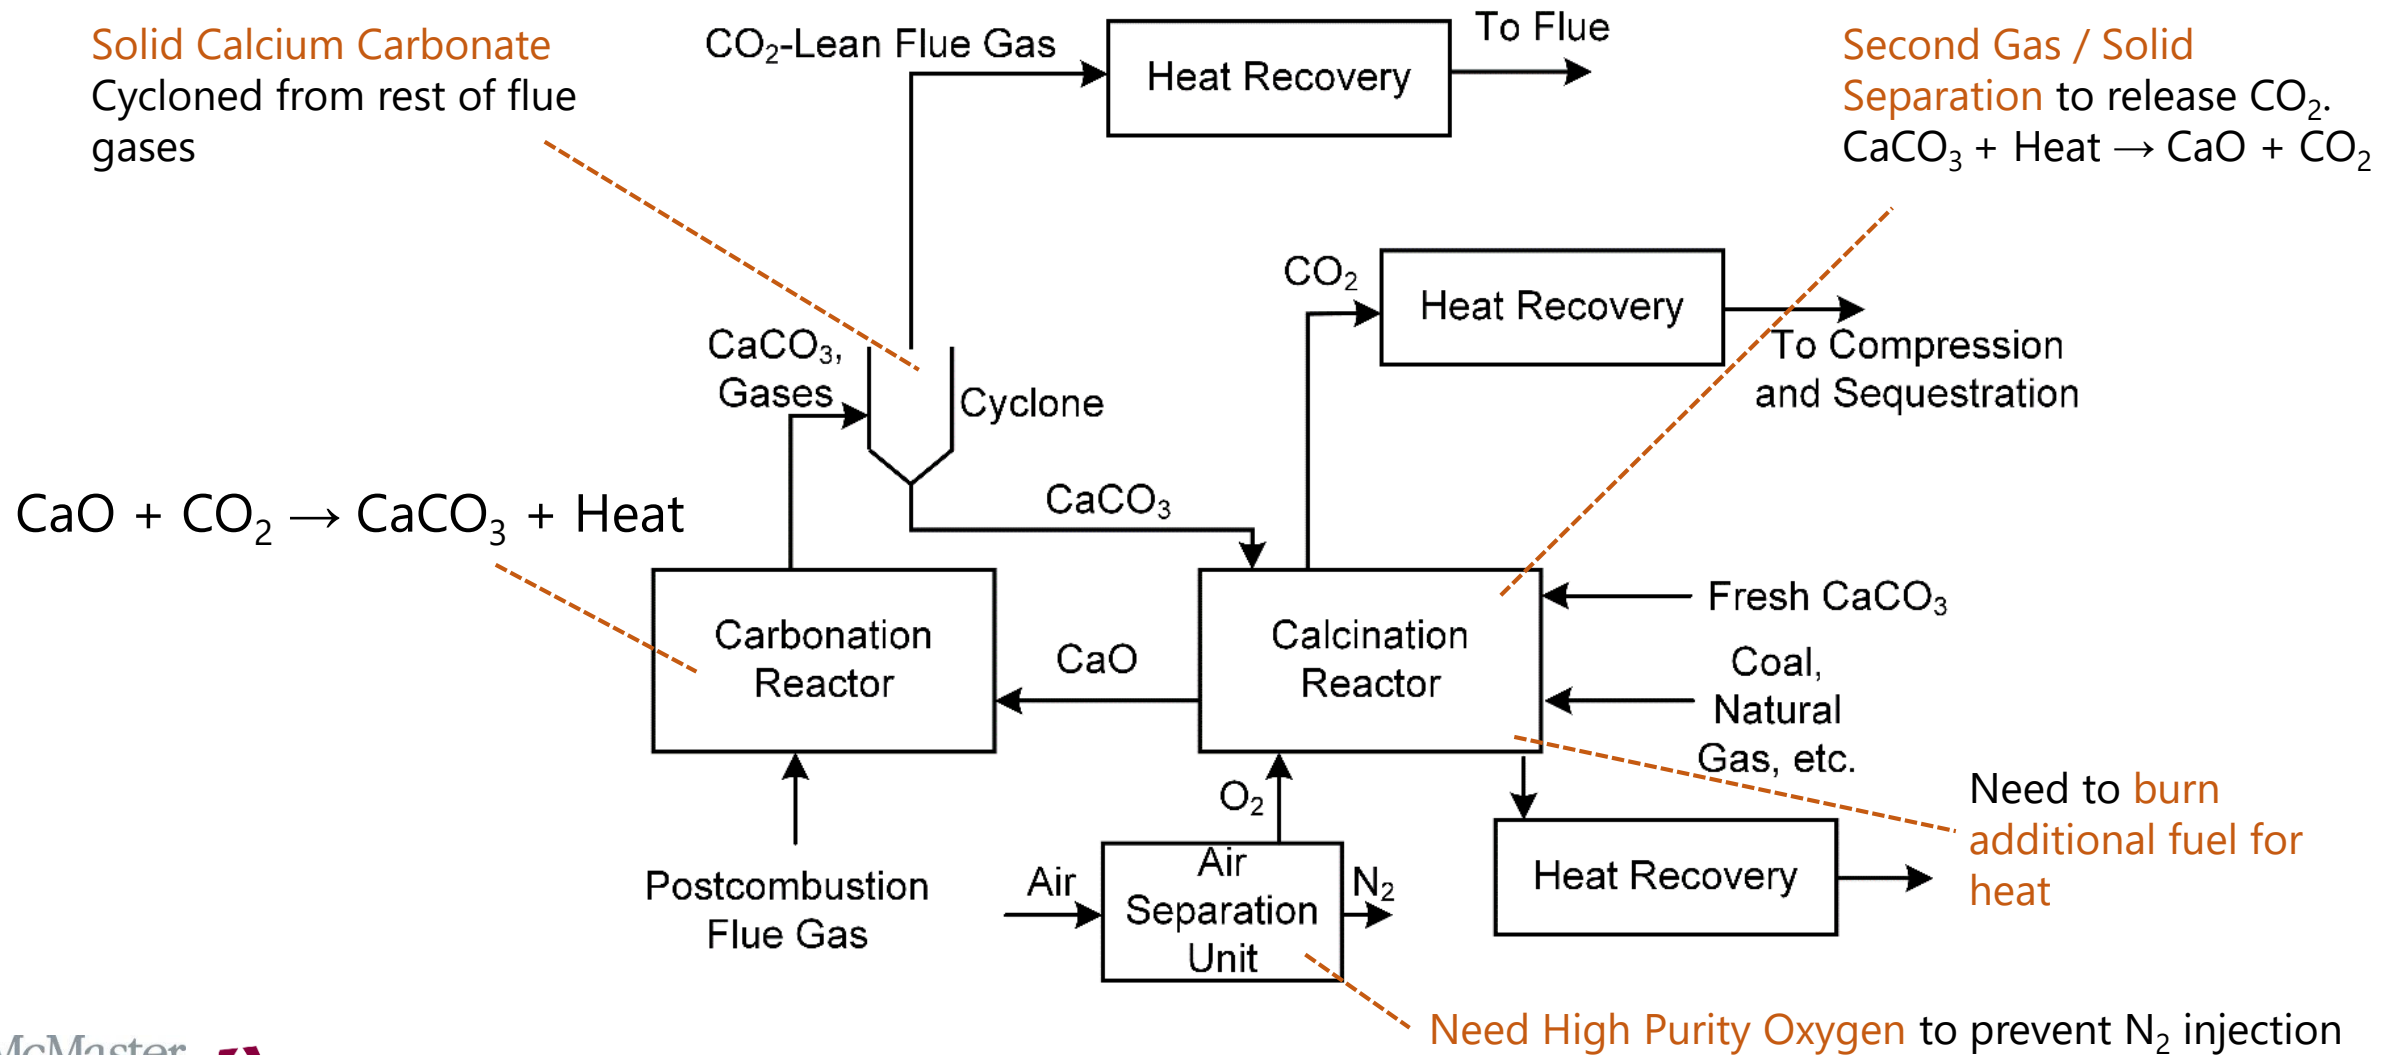 Solid Calcium Carbonate
Cycloned from rest of flue
gases
CO₂-Lean Flue Gas
Heat Recovery
To Flue
Second Gas / Solid
Separation to release CO₂.
CaCO₃ + Heat → CaO + CO₂
CO₂
Heat Recovery
To Compression
and Sequestration
CaCO₃,
Gases
Cyclone
CaCO₃
CaO + CO₂ → CaCO₃ + Heat
Carbonation
Reactor
CaO
Calcination
Reactor
Fresh CaCO₃
Coal,
Natural
Gas, etc.
Need to burn
additional fuel for
heat
O₂
Heat Recovery
Postcombustion
Flue Gas
Air
Air
Separation
Unit
N₂
Need High Purity Oxygen to prevent N₂ injection
McMaster